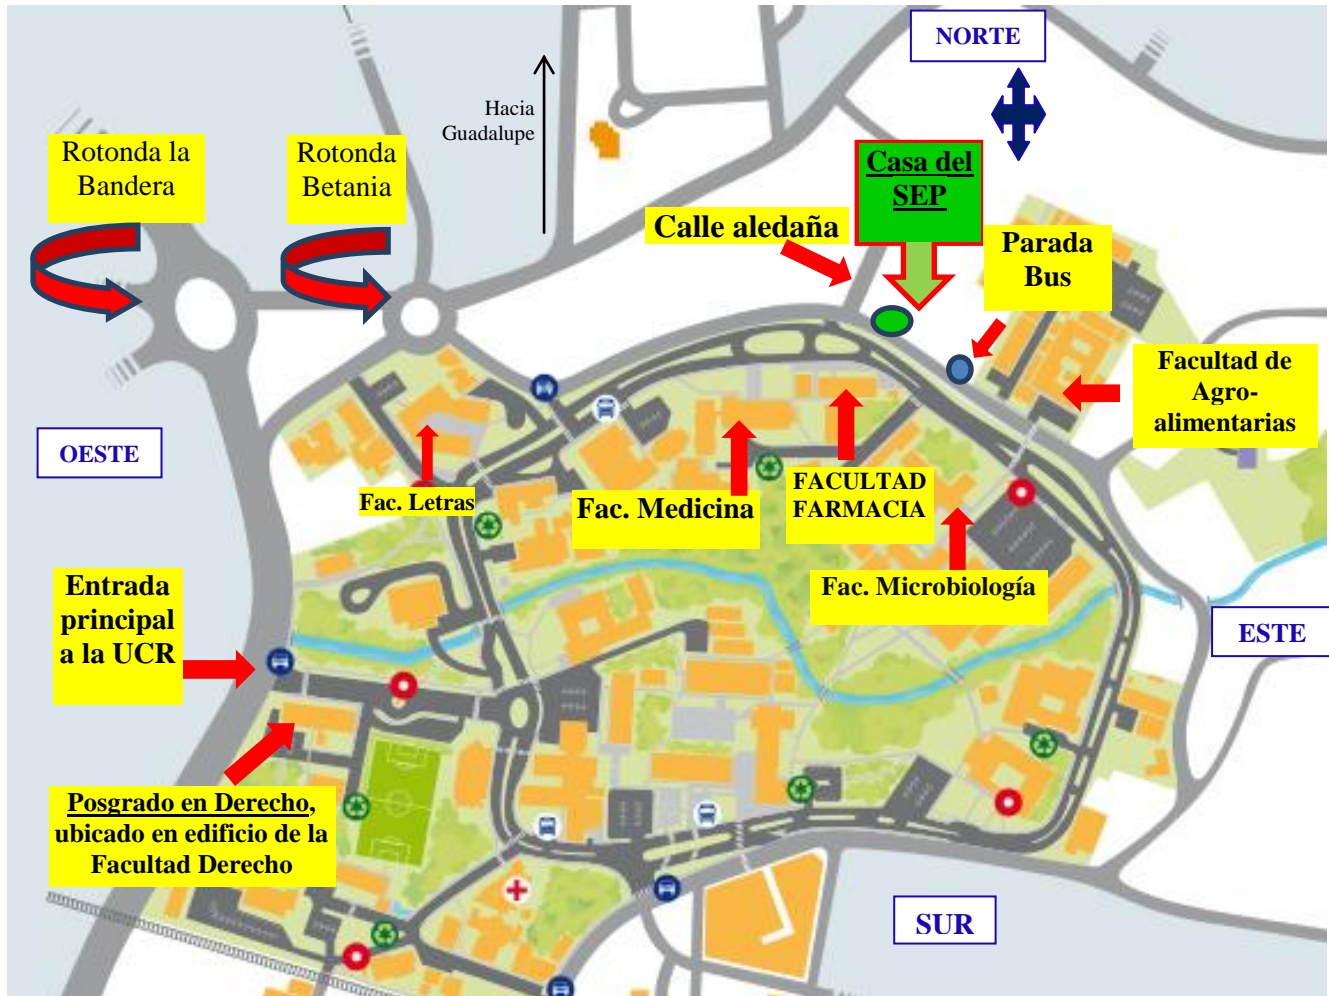 NORTE
Hacia
Guadalupe
Rotonda la
Bandera
Rotonda
Betania
Casa del
SEP
Calle aledaña
Parada
Bus
Facultad de
Agro-
alimentarias
OESTE
Fac. Letras
Fac. Medicina
FACULTAD
FARMACIA
Fac. Microbiología
Entrada
principal
a la UCR
ESTE
Posgrado en Derecho,
ubicado en edificio de la
Facultad Derecho
SUR